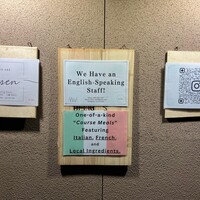 We Have an
English-Speaking
Staff!
One-of-a-kind
"Course Meals"
Featuring
Italian, French,
and
Local Ingredients.